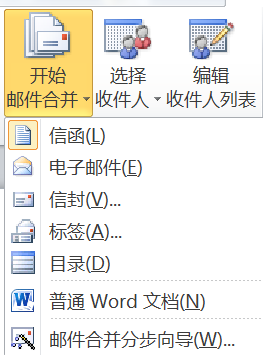 开始
邮件合并
选择
收件人
编辑
收件人列表
信函(L)
电子邮件(E)
信封(V)...
标签(A)...
目录(D)
普通 Word 文档(N)
邮件合并分步向导(W)...